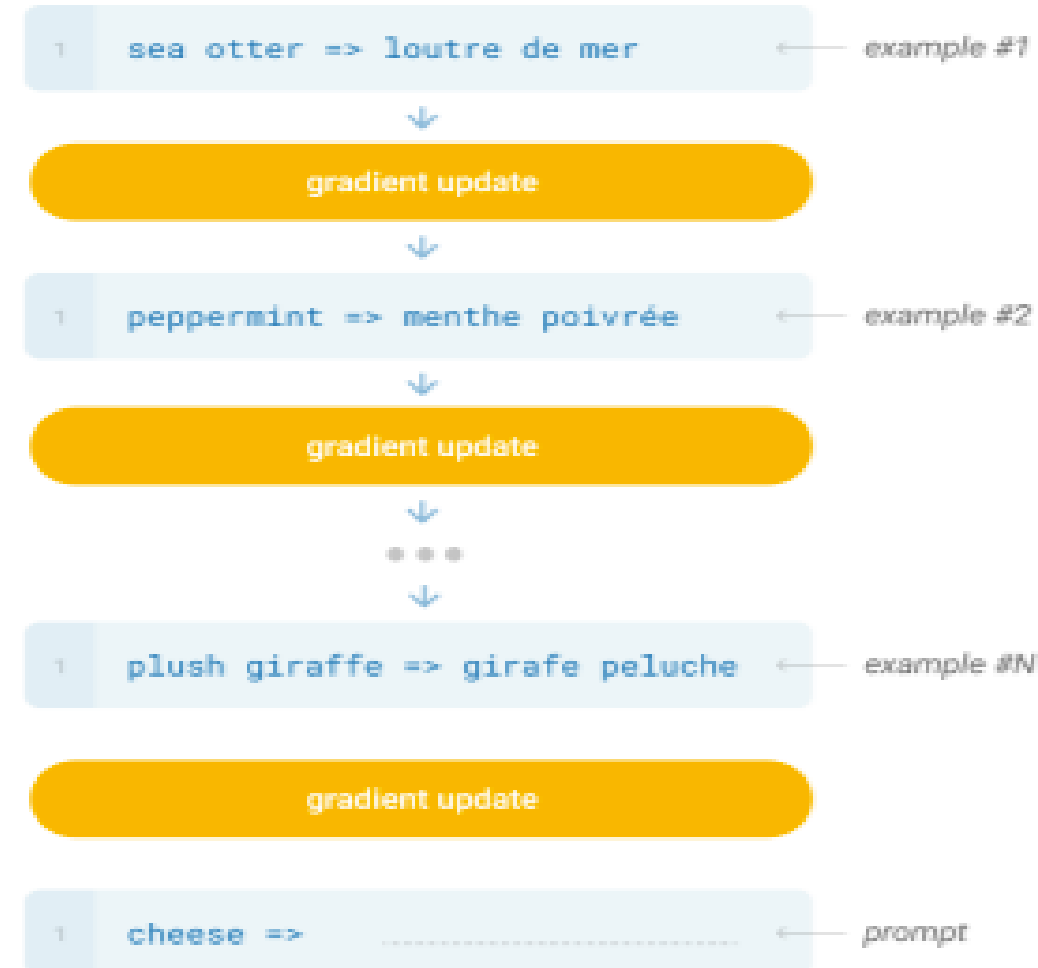 1 sea otter => loutre de mer example #1
gradient update
1 peppermint => menthe poivrée example #2
gradient update
1 plush giraffe => girafe peluche example #N
gradient update
1 cheese => prompt